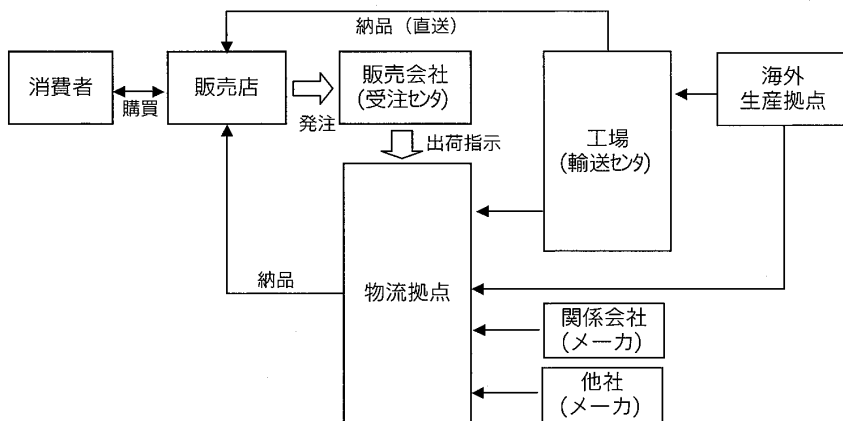 納品（直送）
消費者
購買
販売店
発注
販売会社
(受注ｾﾝﾀ)
出荷指示
工場
(輸送ｾﾝﾀ)
海外
生産拠点
納品
物流拠点
関係会社
(メーカ)
他社
(メーカ)